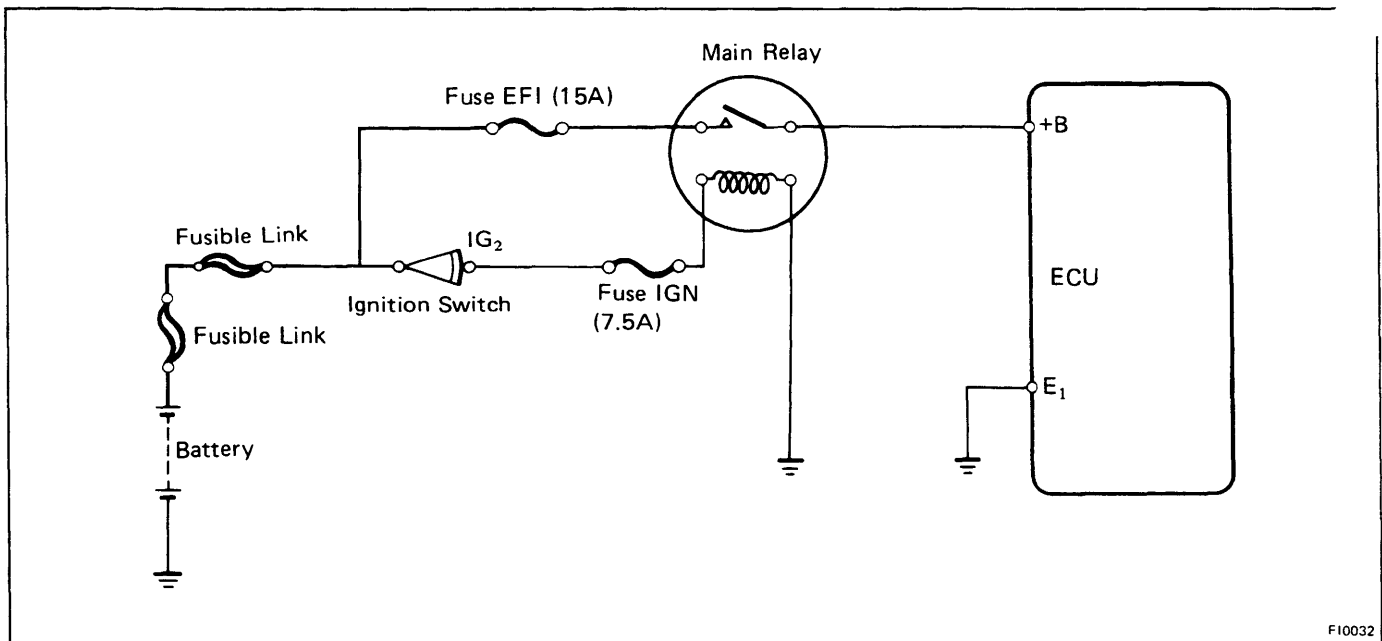 Main Relay
Fuse EFI (15A)
+B
Fusible Link
IG₂
Ignition Switch
Fuse IGN
(7.5A)
ECU
Fusible Link
E₁
Battery
FI0032